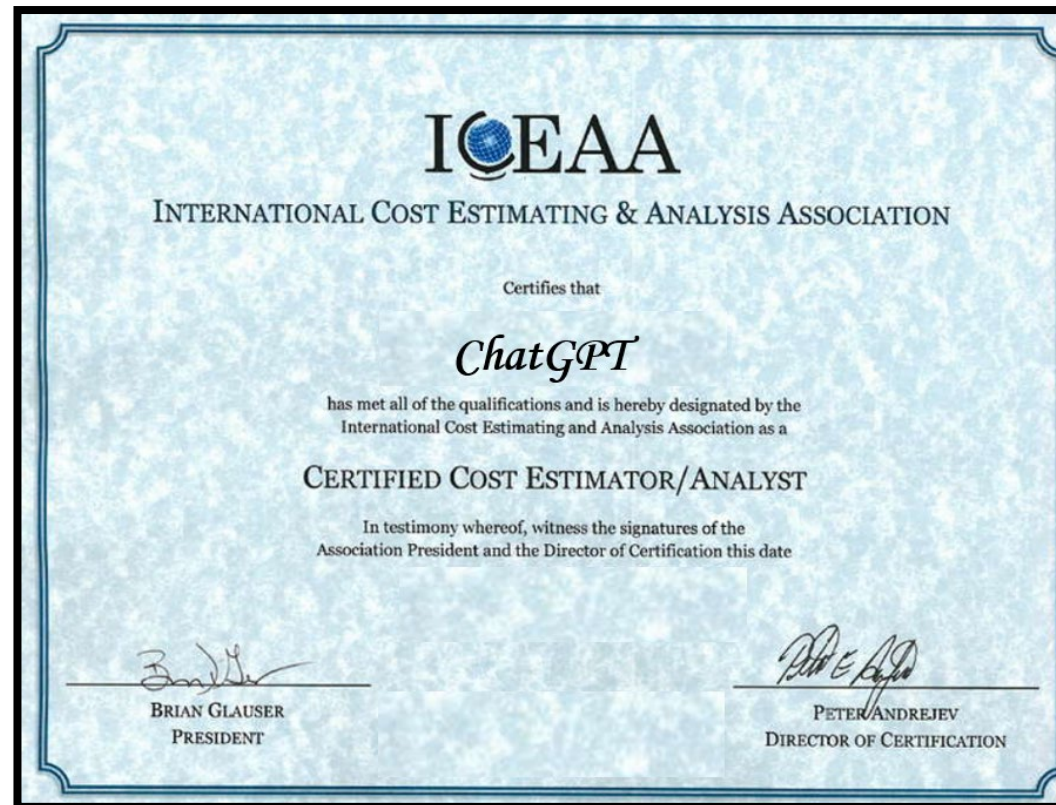 ICEAA
INTERNATIONAL COST ESTIMATING & ANALYSIS ASSOCIATION
Certifies that
ChatGPT
has met all of the qualifications and is hereby designated by the
International Cost Estimating and Analysis Association as a
CERTIFIED COST ESTIMATOR/ANALYST
In testimony whereof, witness the signatures of the
Association President and the Director of Certification this date
BRIAN GLAUSER
PRESIDENT
PETER ANDREJEV
DIRECTOR OF CERTIFICATION